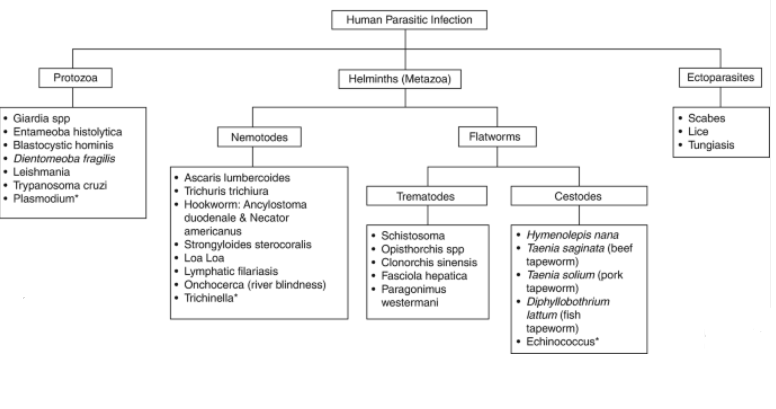 Human Parasitic Infection
Protozoa
Helminths (Metazoa)
Ectoparasites
• Giardia spp
• Entameoba histolytica
• Blastocystic hominis
• Dientomeoba fragilis
• Leishmania
• Trypanosoma cruzi
• Plasmodium*
Nemotodes
Flatworms
• Scabes
• Lice
• Tungiasis
• Ascaris lumbercoides
• Trichuris trichiura
• Hookworm: Ancylostoma
duodenale & Necator
americanus
• Strongyloides sterocoralis
• Loa Loa
• Lymphatic filariasis
• Onchocerca (river blindness)
• Trichinella*
Trematodes
Cestodes
• Schistosoma
• Opisthorchis spp
• Clonorchis sinensis
• Fasciola hepatica
• Paragonimus
westermani
• Hymenolepis nana
• Taenia saginata (beef
tapeworm)
• Taenia solium (pork
tapeworm)
• Diphyllobothrium
lattum (fish
tapeworm)
• Echinococcus*